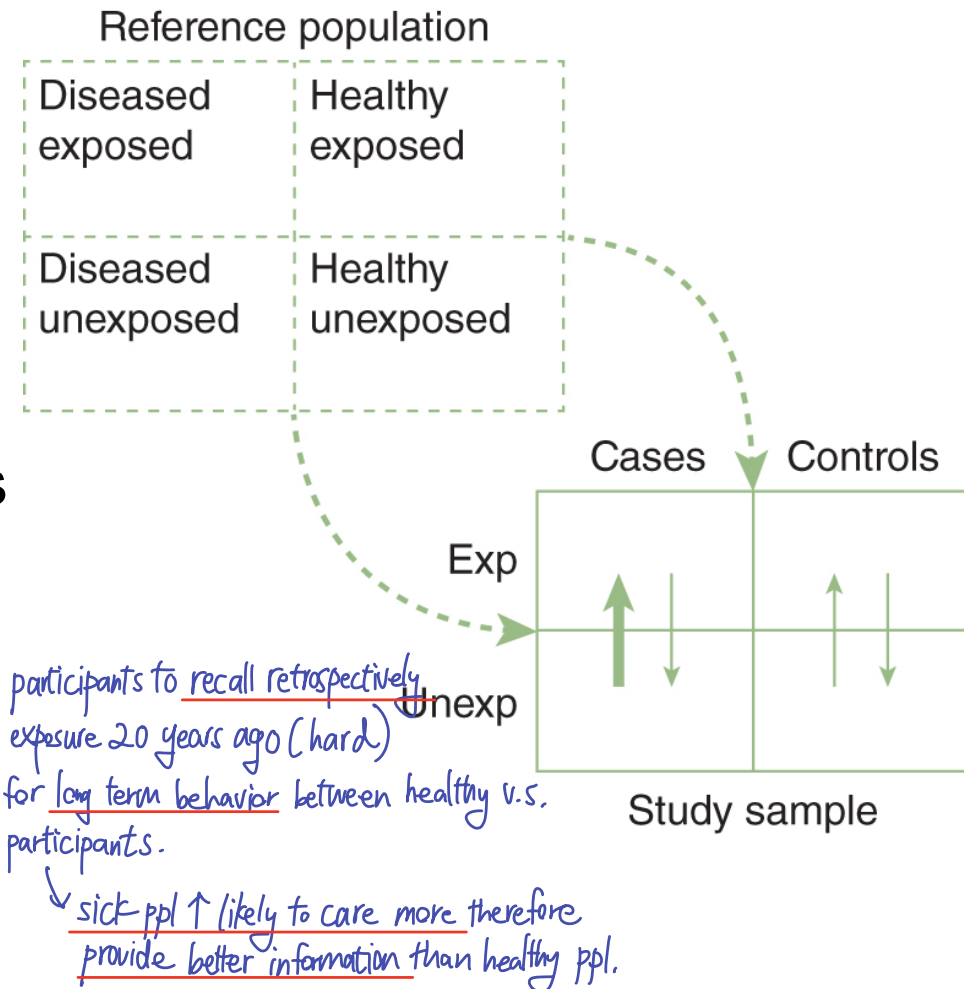 Reference population
Diseased
exposed
Healthy
exposed
Diseased
unexposed
Healthy
unexposed
s
Cases
Controls
Exp
Unexp
Study sample
participants to recall retrospectively
exposure 20 years ago (hard)
for long term behavior between healthy v.s.
participants.
sick ppl ↑ likely to care more therefore
provide better information than healthy ppl.